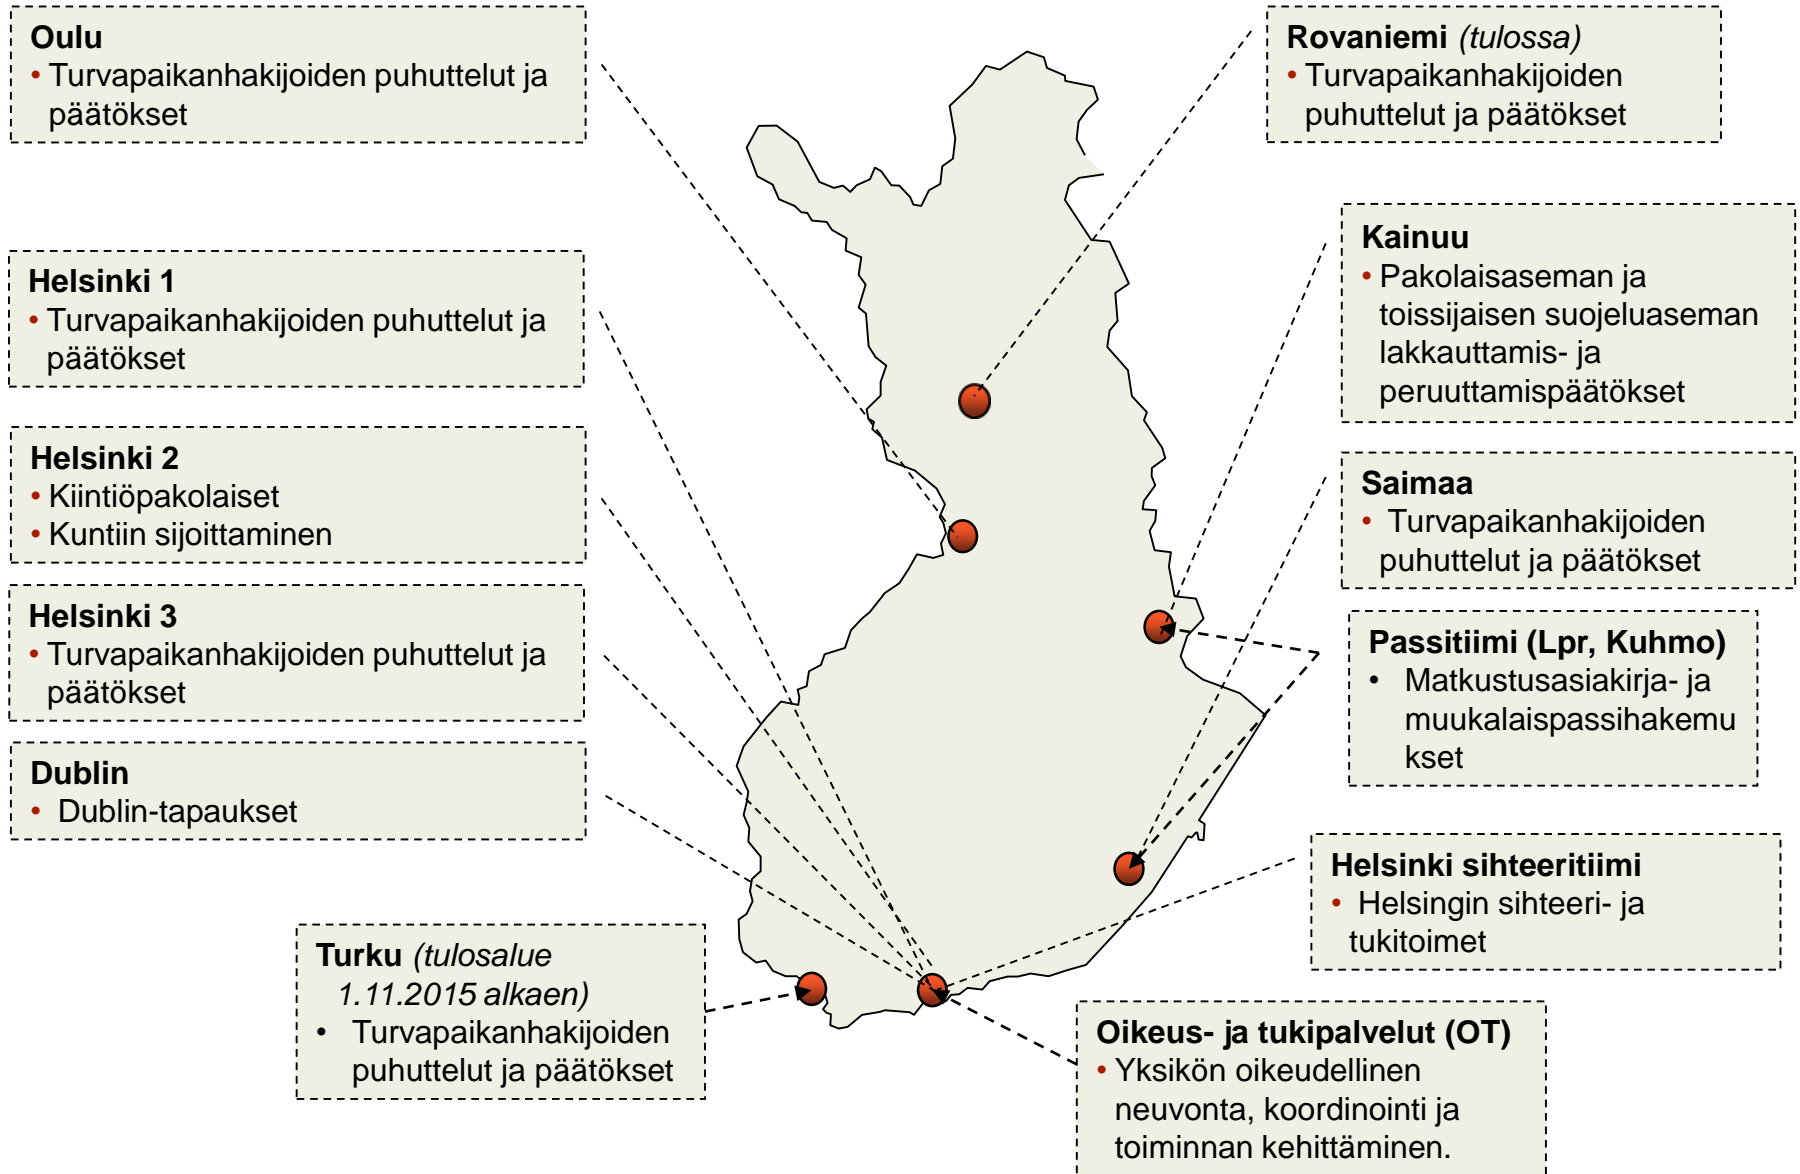 Oulu
• Turvapaikanhakijoiden puhuttelut ja
päätökset
Helsinki 1
• Turvapaikanhakijoiden puhuttelut ja
päätökset
Helsinki 2
• Kiintiöpakolaiset
• Kuntiin sijoittaminen
Helsinki 3
• Turvapaikanhakijoiden puhuttelut ja
päätökset
Dublin
• Dublin-tapaukset
Turku (tulosalue
1.11.2015 alkaen)
• Turvapaikanhakijoiden
puhuttelut ja päätökset
Rovaniemi (tulossa)
• Turvapaikanhakijoiden
puhuttelut ja päätökset
Kainuu
• Pakolaisaseman ja
toissijaisen suojeluaseman
lakkauttamis- ja
peruuttamispäätökset
Saimaa
• Turvapaikanhakijoiden
puhuttelut ja päätökset
Passitiimi (Lpr, Kuhmo)
• Matkustusasiakirja- ja
muukalaispassihakemu
kset
Helsinki sihteeritiimi
• Helsingin sihteeri- ja
tukitoimet
Oikeus- ja tukipalvelut (OT)
• Yksikön oikeudellinen
neuvonta, koordinointi ja
toiminnan kehittäminen.